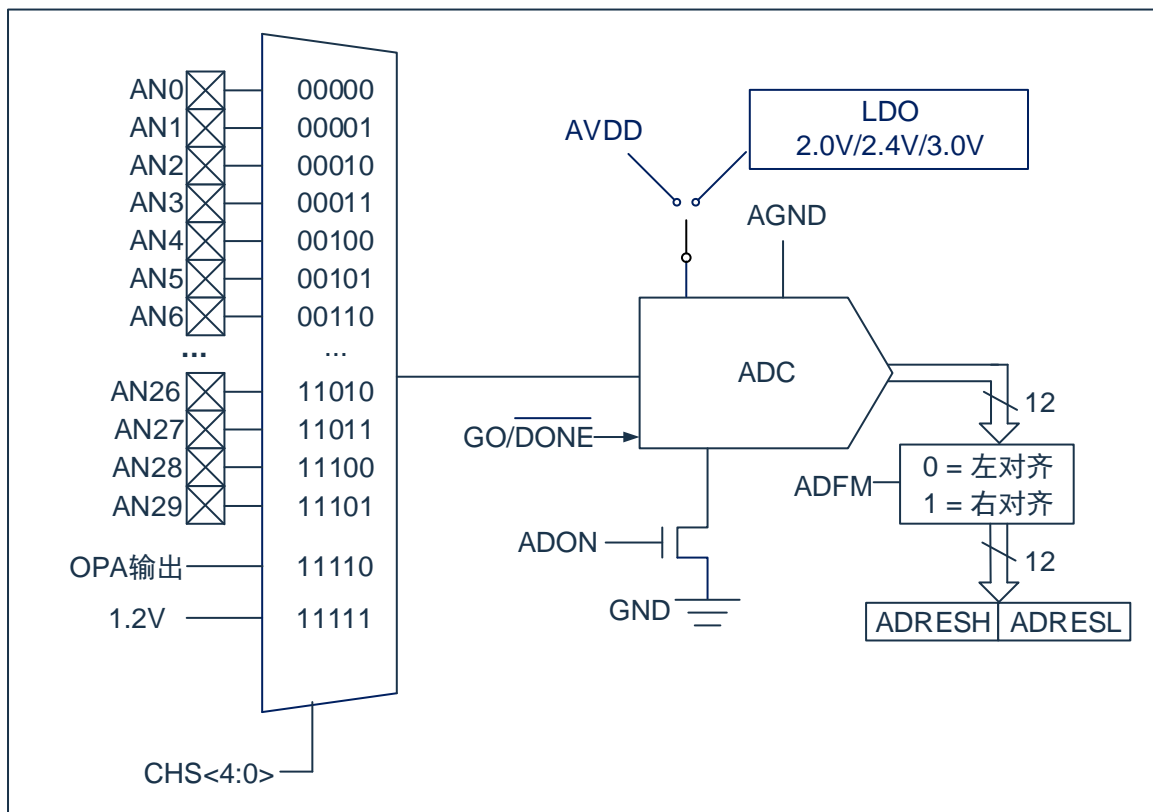 AN0 00000
AN1 00001
AN2 00010
AN3 00011
AN4 00100
AN5 00101
AN6 00110
... ...
AN26 11010
AN27 11011
AN28 11100
AN29 11101
OPA输出 11110
1.2V 11111
CHS<4:0>
AVDD
LDO
2.0V/2.4V/3.0V
AGND
ADC
GO/DONE
12
ADFM
0 = 左对齐
1 = 右对齐
ADON
12
GND
ADRESH ADRESL